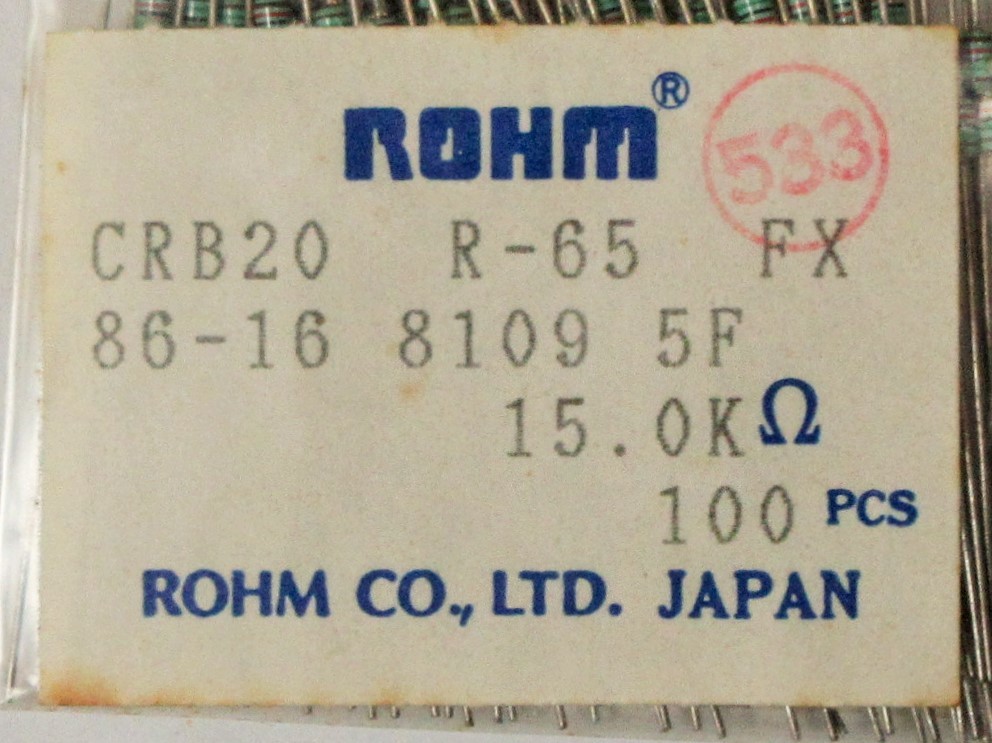 ROHM®
533
CRB20 R-65 FX
86-16 8109 5F
15.0KΩ
100 PCS
ROHM CO., LTD. JAPAN